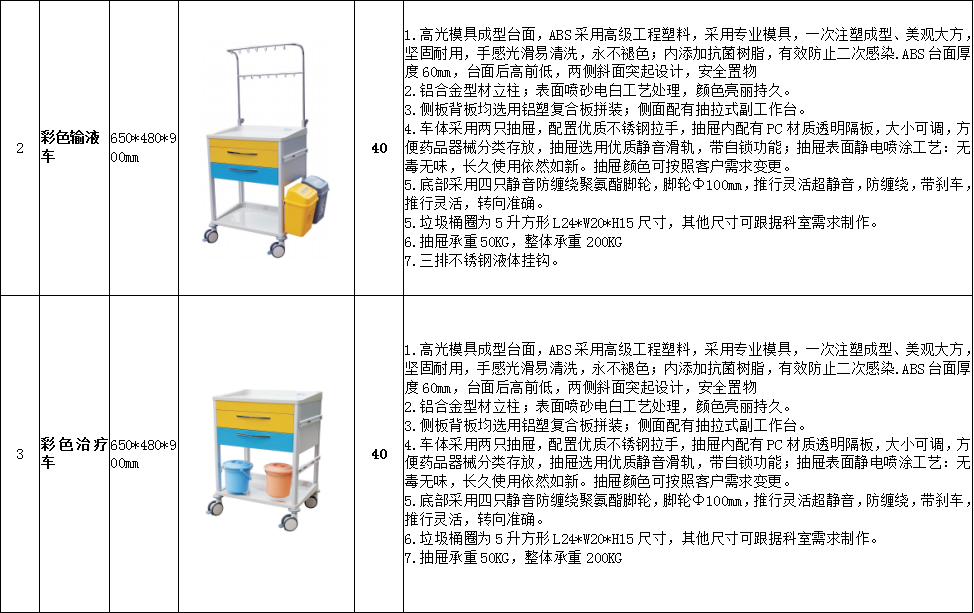 2
彩色输液
车
650*480*9
00mm
40
1.高光模具成型台面，ABS采用高级工程塑料，采用专业模具，一次注塑成型、美观大方，
坚固耐用，手感光滑易清洗，永不褪色；内添加抗菌树脂，有效防止二次感染.ABS台面厚
度60mm，台面后高前低，两侧斜面突起设计，安全置物
2.铝合金型材立柱；表面喷砂电白工艺处理，颜色亮丽持久。
3.侧板背板均选用铝塑复合板拼装；侧面配有抽拉式副工作台。
4.车体采用两只抽屉，配置优质不锈钢拉手，抽屉内配有PC材质透明隔板，大小可调，方
便药品器械分类存放，抽屉选用优质静音滑轨，带自锁功能；抽屉表面静电喷涂工艺：无
毒无味，长久使用依然如新。抽屉颜色可按照客户需求变更。
5.底部采用四只静音防缠绕聚氨酯脚轮，脚轮Φ100mm，推行灵活超静音，防缠绕，带刹车，
推行灵活，转向准确。
5.垃圾桶圈为5升方形L24*W20*H15尺寸，其他尺寸可跟据科室需求制作。
6.抽屉承重50KG，整体承重200KG
7.三排不锈钢液体挂钩。
3
彩色治疗
车
650*480*9
00mm
40
1.高光模具成型台面，ABS采用高级工程塑料，采用专业模具，一次注塑成型、美观大方，
坚固耐用，手感光滑易清洗，永不褪色；内添加抗菌树脂，有效防止二次感染.ABS台面厚
度60mm，台面后高前低，两侧斜面突起设计，安全置物
2.铝合金型材立柱；表面喷砂电白工艺处理，颜色亮丽持久。
3.侧板背板均选用铝塑复合板拼装；侧面配有抽拉式副工作台。
4.车体采用两只抽屉，配置优质不锈钢拉手，抽屉内配有PC材质透明隔板，大小可调，方
便药品器械分类存放，抽屉选用优质静音滑轨，带自锁功能；抽屉表面静电喷涂工艺：无
毒无味，长久使用依然如新。抽屉颜色可按照客户需求变更。
5.底部采用四只静音防缠绕聚氨酯脚轮，脚轮Φ100mm，推行灵活超静音，防缠绕，带刹车，
推行灵活，转向准确。
6.垃圾桶圈为5升方形L24*W20*H15尺寸，其他尺寸可跟据科室需求制作。
7.抽屉承重50KG，整体承重200KG